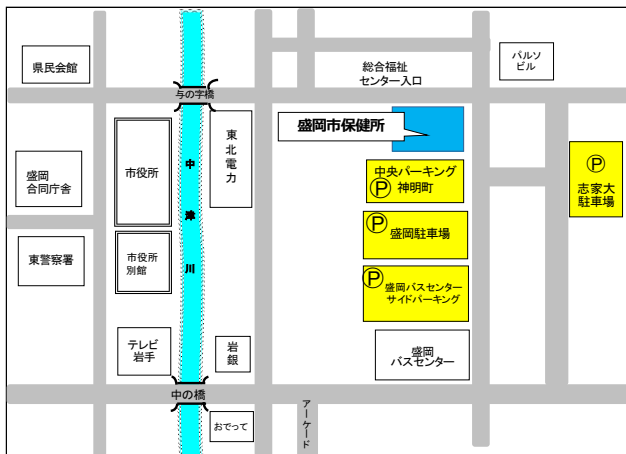 県民会館
総合福祉
センター入口
パルソ
ビル
与の字橋
盛岡市保健所
東北電力
市役所
中津川
盛岡
合同庁舎
中央パーキング
Ⓟ 神明町
Ⓟ
志家大
駐車場
Ⓟ
盛岡駐車場
東警察署
市役所
別館
Ⓟ
盛岡バスセンター
サイドパーキング
テレビ
岩手
岩銀
盛岡
バスセンター
中の橋
おでって
アーケード